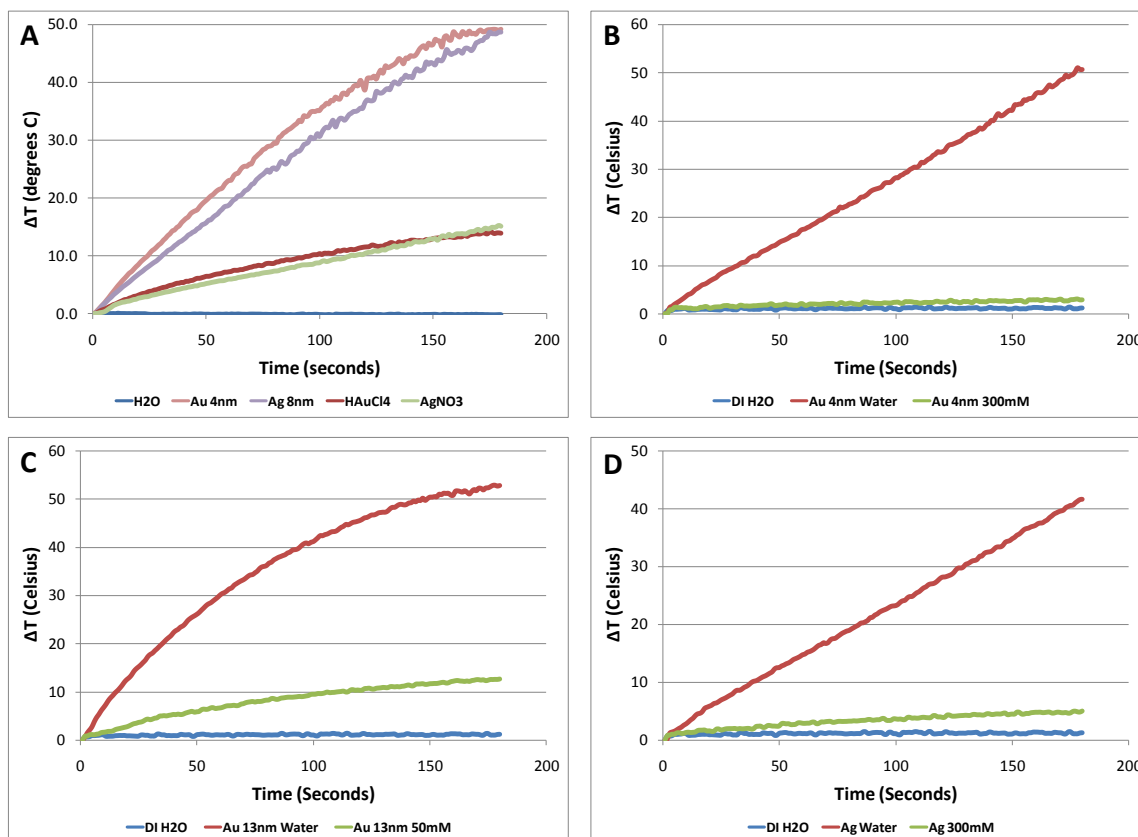 A
ΔT (degrees C)
50.0
40.0
30.0
20.0
10.0
0.0
0 50 100 150 200
Time (seconds)
H2O Au 4nm Ag 8nm HAuCl4 AgNO3
B
ΔT (Celsius)
60
50
40
30
20
10
0
0 50 100 150 200
Time (Seconds)
DI H2O Au 4nm Water Au 4nm 300mM
C
ΔT (Celsius)
60
50
40
30
20
10
0
0 50 100 150 200
Time (Seconds)
DI H2O Au 13nm Water Au 13nm 50mM
D
ΔT (Celsius)
50
40
30
20
10
0
0 50 100 150 200
Time (Seconds)
DI H2O Ag Water Ag 300mM